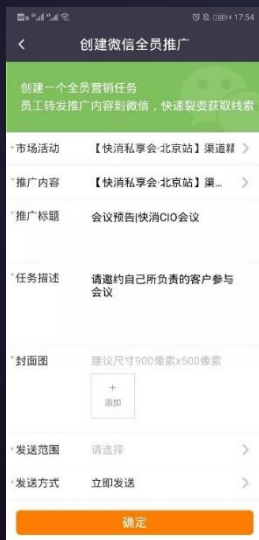 17:54
创建微信全员推广
创建一个全员营销任务
员工转发推广内容到微信，快速裂变获取线索
*市场活动 【快消私享会·北京站】渠道精
*推广内容 【快消私享会·北京站】渠...
*推广标题 会议预告|快消CIO会议
*任务描述 请邀约自己所负责的客户参与
会议
*封面图 建议尺寸900像素x500像素
+
添加
*发送范围 请选择
*发送方式 立即发送
确定